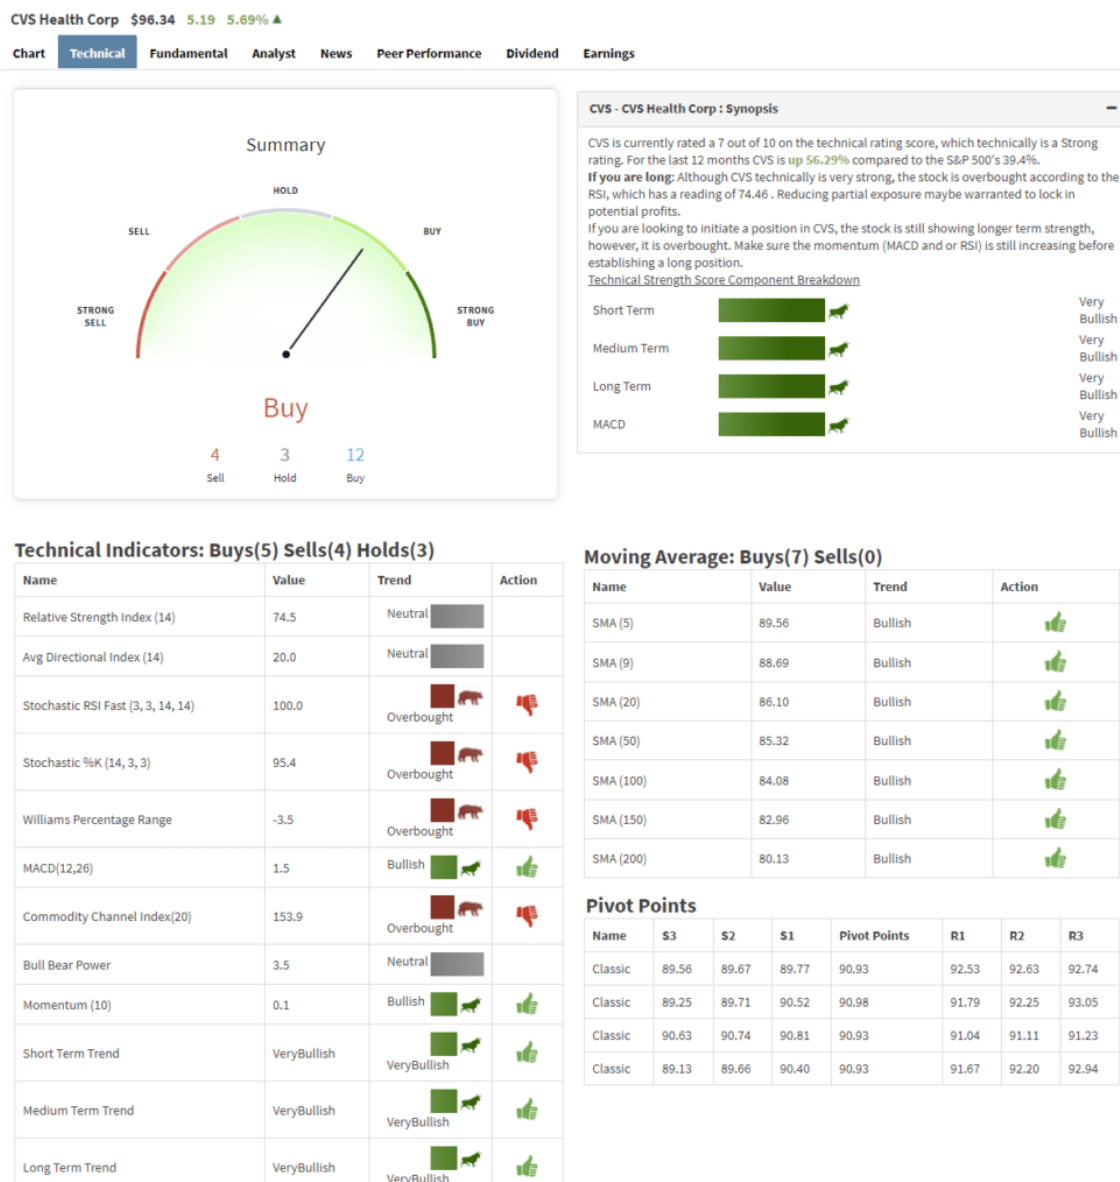 CVS Health Corp $96.34 5.19 5.69%
Chart Technical Fundamental Analyst News Peer Performance Dividend Earnings
Summary
HOLD
SELL BUY
STRONG SELL STRONG BUY
Buy
4 3 12
Sell Hold Buy
CVS - CVS Health Corp : Synopsis
CVS is currently rated a 7 out of 10 on the technical rating score, which technically is a Strong
rating. For the last 12 months CVS is up 56.29% compared to the S&P 500's 39.4%.
If you are long: Although CVS technically is very strong, the stock is overbought according to the
RSI, which has a reading of 74.46 . Reducing partial exposure maybe warranted to lock in
potential profits.
If you are looking to initiate a position in CVS, the stock is still showing longer term strength,
however, it is overbought. Make sure the momentum (MACD and or RSI) is still increasing before
establishing a long position.
Technical Strength Score Component Breakdown
Short Term Very Bullish
Medium Term Very Bullish
Long Term Very Bullish
MACD Very Bullish
Technical Indicators: Buys(5) Sells(4) Holds(3)
Name Value Trend Action
Relative Strength Index (14) 74.5 Neutral
Avg Directional Index (14) 20.0 Neutral
Stochastic RSI Fast (3, 3, 14, 14) 100.0 Overbought
Stochastic %K (14, 3, 3) 95.4 Overbought
Williams Percentage Range -3.5 Overbought
MACD(12,26) 1.5 Bullish
Commodity Channel Index(20) 153.9 Overbought
Bull Bear Power 3.5 Neutral
Momentum (10) 0.1 Bullish
Short Term Trend VeryBullish VeryBullish
Medium Term Trend VeryBullish VeryBullish
Long Term Trend VeryBullish VeryBullish
Moving Average: Buys(7) Sells(0)
Name Value Trend Action
SMA (5) 89.56 Bullish
SMA (9) 88.69 Bullish
SMA (20) 86.10 Bullish
SMA (50) 85.32 Bullish
SMA (100) 84.08 Bullish
SMA (150) 82.96 Bullish
SMA (200) 80.13 Bullish
Pivot Points
Name S3 S2 S1 Pivot Points R1 R2 R3
Classic 89.56 89.67 89.77 90.93 92.53 92.63 92.74
Classic 89.25 89.71 90.52 90.98 91.79 92.25 93.05
Classic 90.63 90.74 90.81 90.93 91.04 91.11 91.23
Classic 89.13 89.66 90.40 90.93 91.67 92.20 92.94